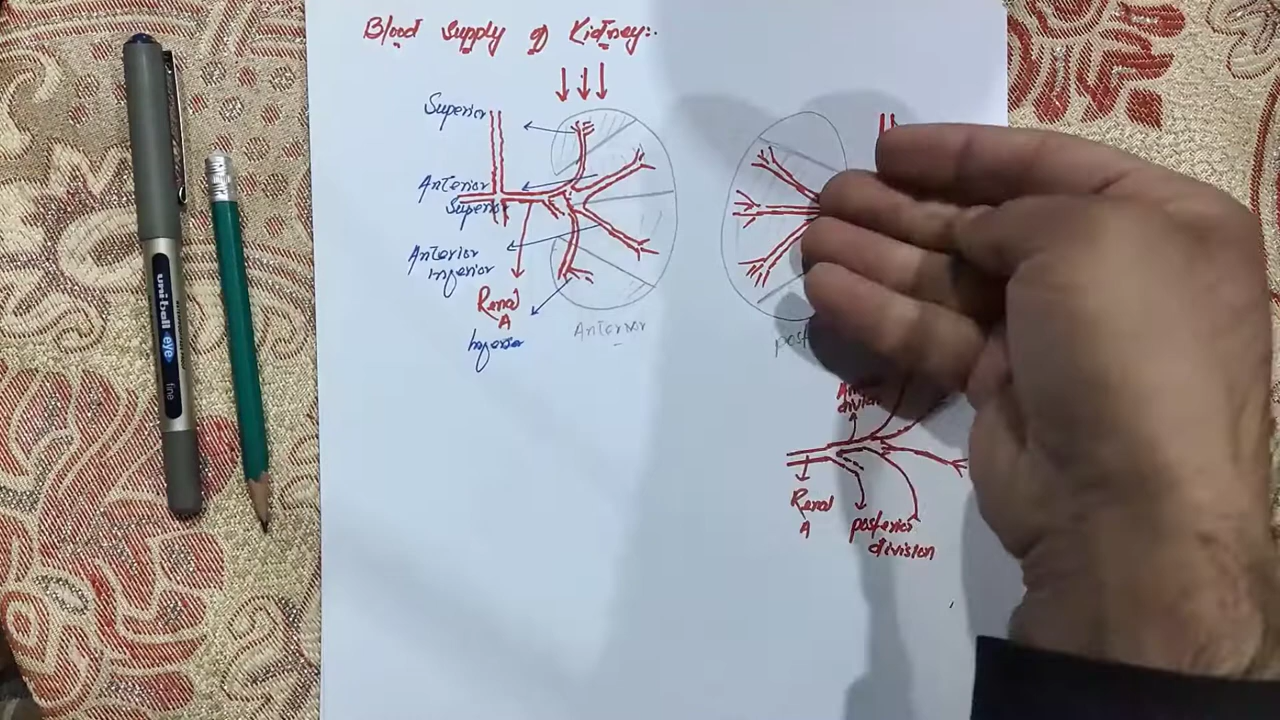 Blood Supply of Kidney:-
Superior
Anterior
Superior
Anterior
Inferior
Renal
A
Inferior
Anterior
division
Renal
A
posterior
division
uni-ball eye
fine